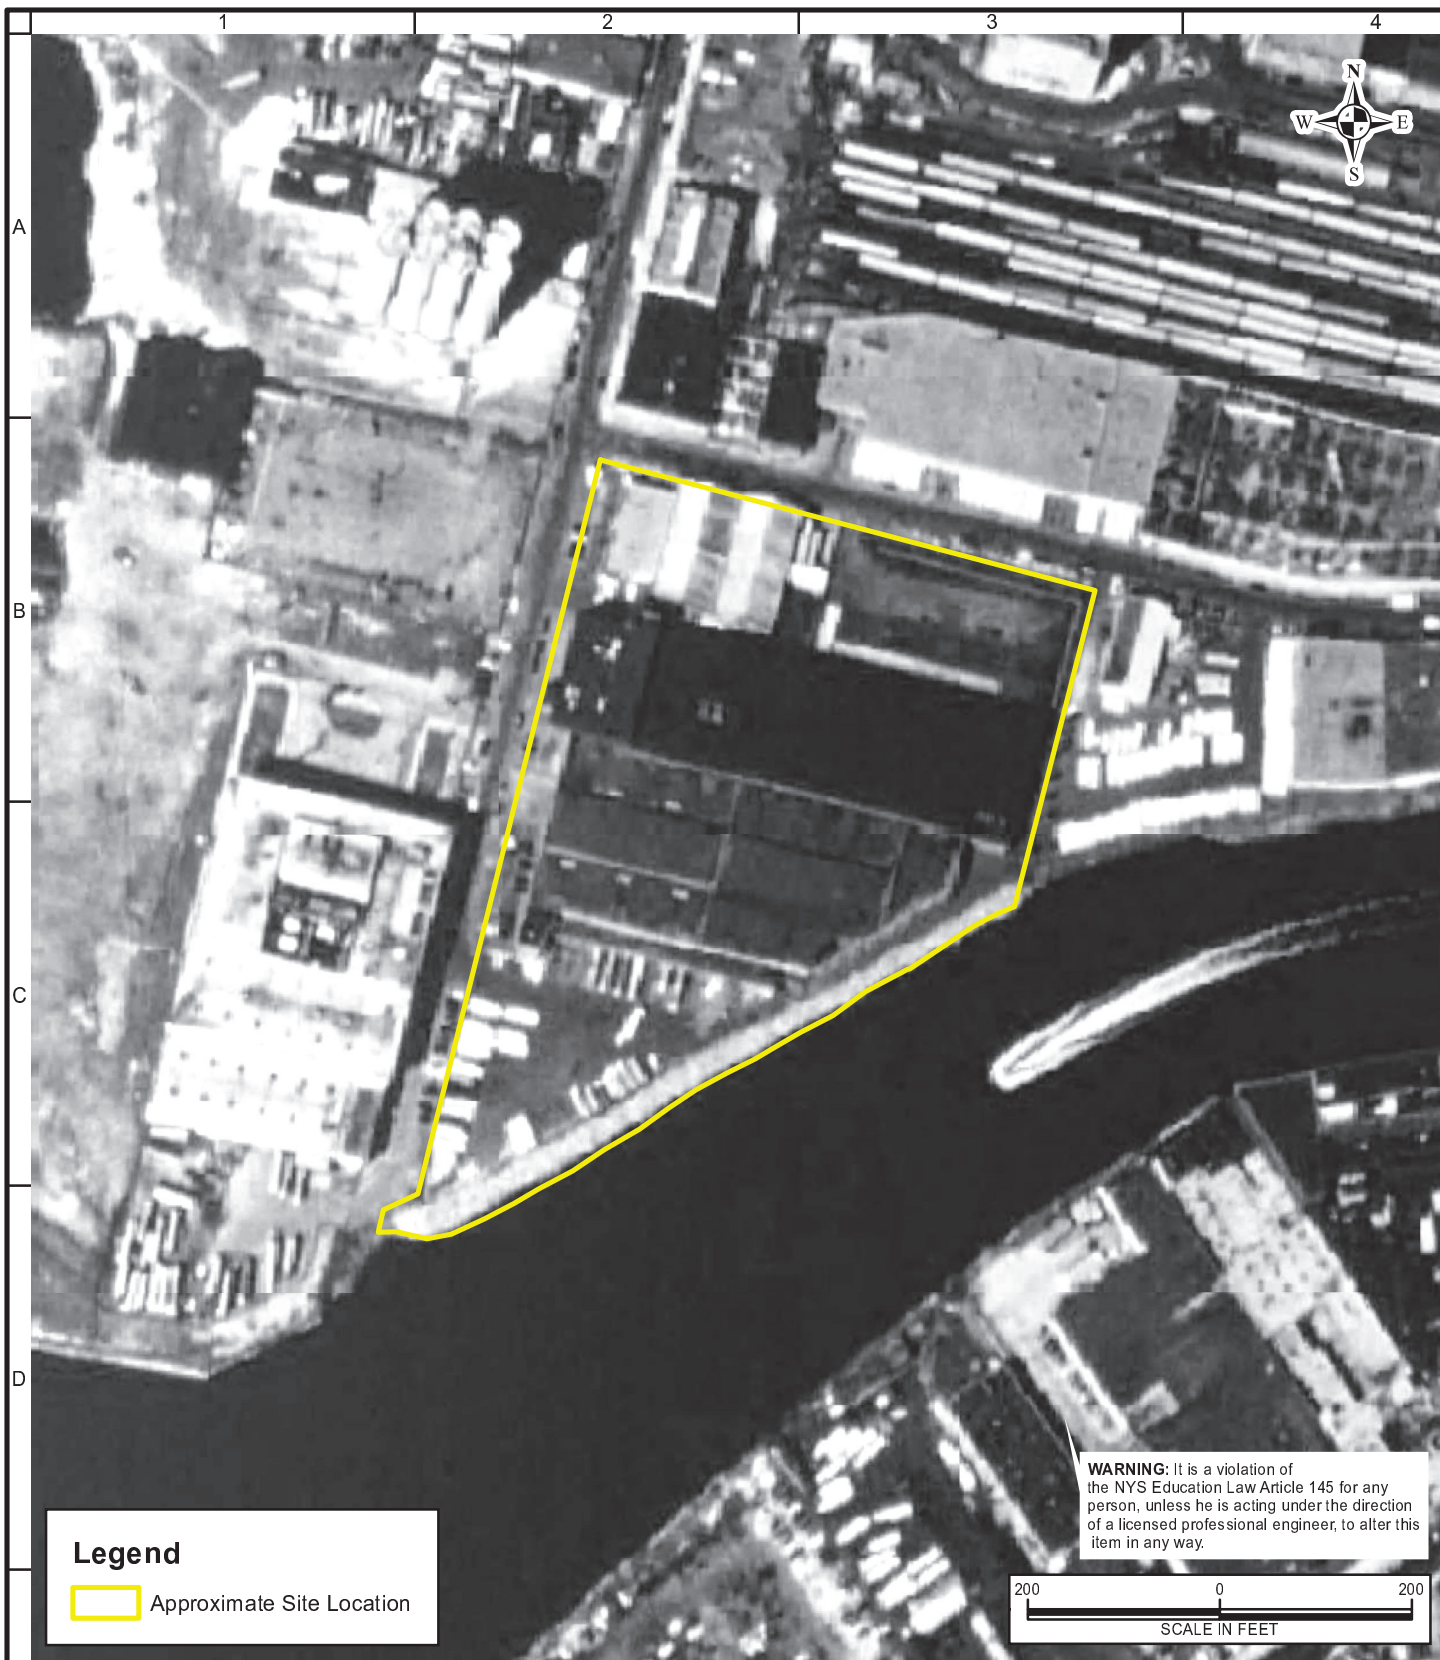 1 2 3 4
N
W E
S
A
B
C
D
WARNING: It is a violation of
the NYS Education Law Article 145 for any
person, unless he is acting under the direction
of a licensed professional engineer, to alter this
item in any way.
Legend
Approximate Site Location
200 0 200
SCALE IN FEET